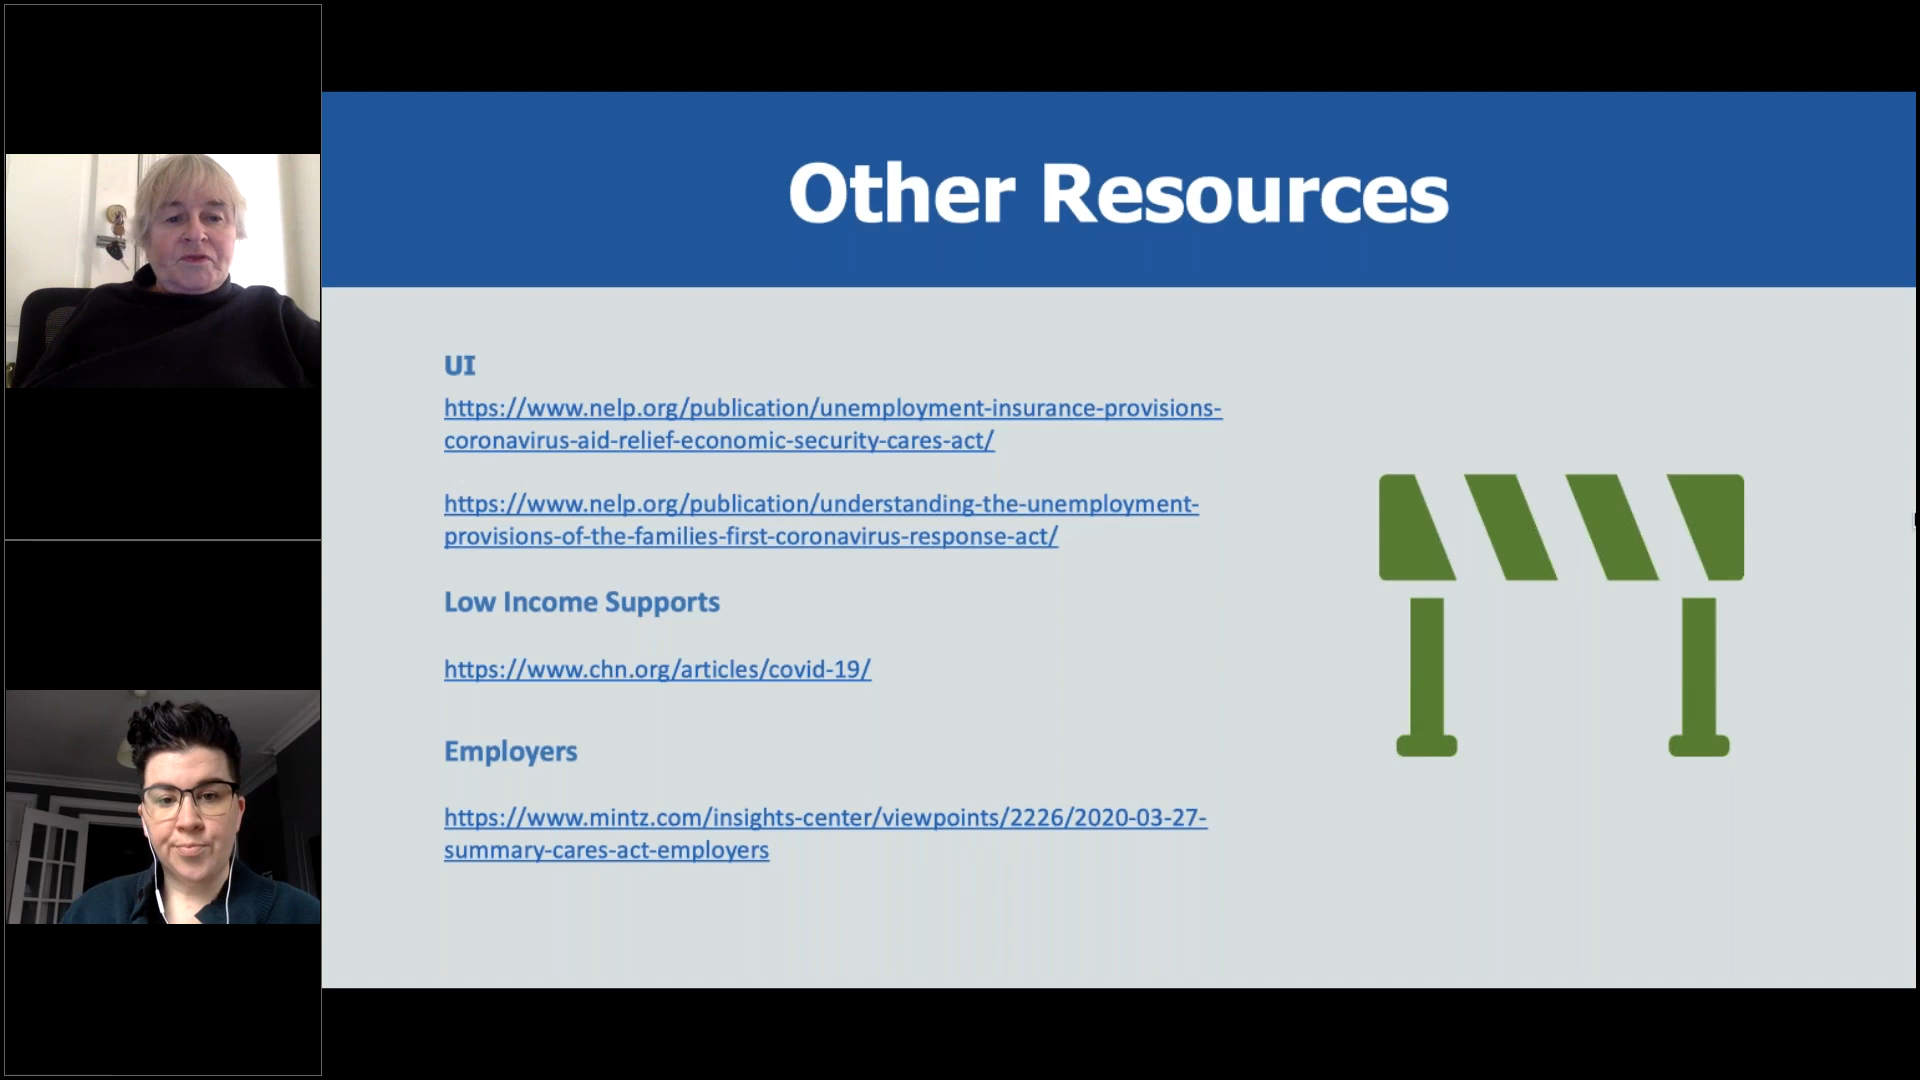 Other Resources
UI
https://www.nelp.org/publication/unemployment-insurance-provisions-
coronavirus-aid-relief-economic-security-cares-act/
https://www.nelp.org/publication/understanding-the-unemployment-
provisions-of-the-families-first-coronavirus-response-act/
Low Income Supports
https://www.chn.org/articles/covid-19/
Employers
https://www.mintz.com/insights-center/viewpoints/2226/2020-03-27-
summary-cares-act-employers